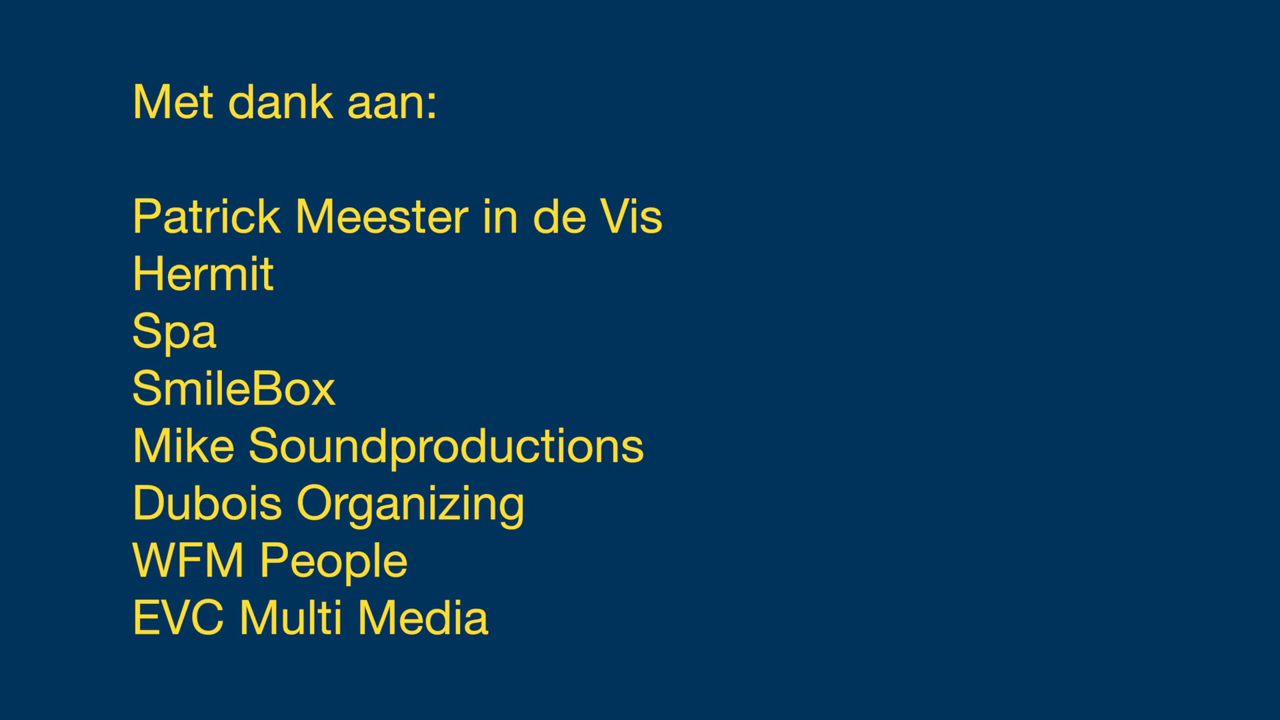 Met dank aan:
Patrick Meester in de Vis
Hermit
Spa
SmileBox
Mike Soundproductions
Dubois Organizing
WFM People
EVC Multi Media